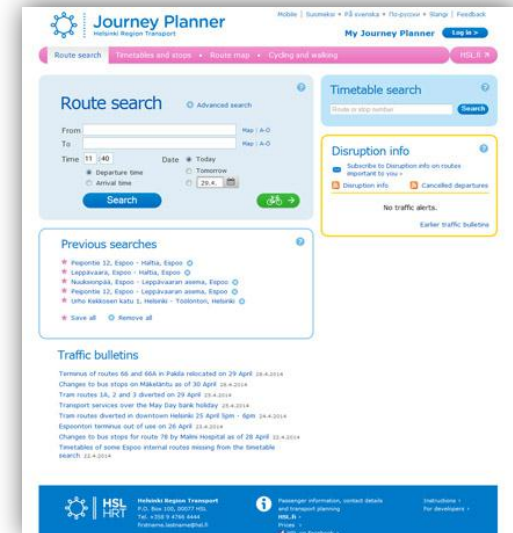 Mobile | Suomeksi • På svenska • По-русски • Slangi | Feedback
Journey Planner
Helsinki Region Transport
My Journey Planner Log in >
Route search Timetables and stops • Route map • Cycling and walking HSL.fi
Route search
Advanced search
From Map | A-Ö
To Map | A-Ö
Time 11 :40 Date Today
Departure time Tomorrow
Arrival time 29.4.
Search
Timetable search
Route or stop number Search
Disruption info
Subscribe to Disruption info on routes
important to you ›
Disruption info Cancelled departures
No traffic alerts.
Earlier traffic bulletins
Previous searches
Peipontie 12, Espoo - Haltia, Espoo
Leppävaara, Espoo - Haltia, Espoo
Nuuksionpää, Espoo - Leppävaaran asema, Espoo
Peipontie 12, Espoo - Leppävaaran asema, Espoo
Urho Kekkosen katu 1, Helsinki - Töölöntori, Helsinki
Save all Remove all
Traffic bulletins
Terminus of routes 66 and 66A in Pakila relocated on 29 April 28.4.2014
Changes to bus stops on Mäkeläntu as of 30 April 28.4.2014
Tram routes 1A, 2 and 3 diverted on 29 April 25.4.2014
Transport services over the May Day bank holiday 25.4.2014
Tram routes diverted in downtown Helsinki 25 April 5pm - 6pm 24.4.2014
Espoontori terminus out of use on 26 April 23.4.2014
Changes to bus stops for route 78 by Malmi Hospital as of 28 April 22.4.2014
Timetables of some Espoo internal routes missing from the timetable
search 22.4.2014
HSL
HRT
Helsinki Region Transport
P.O. Box 100, 00077 HSL
Tel. +358 9 4766 4444
firstname.lastname@hsl.fi
Passenger information, contact details
and transport planning
HSL.fi ›
Prices ›
Instructions ›
For developers ›